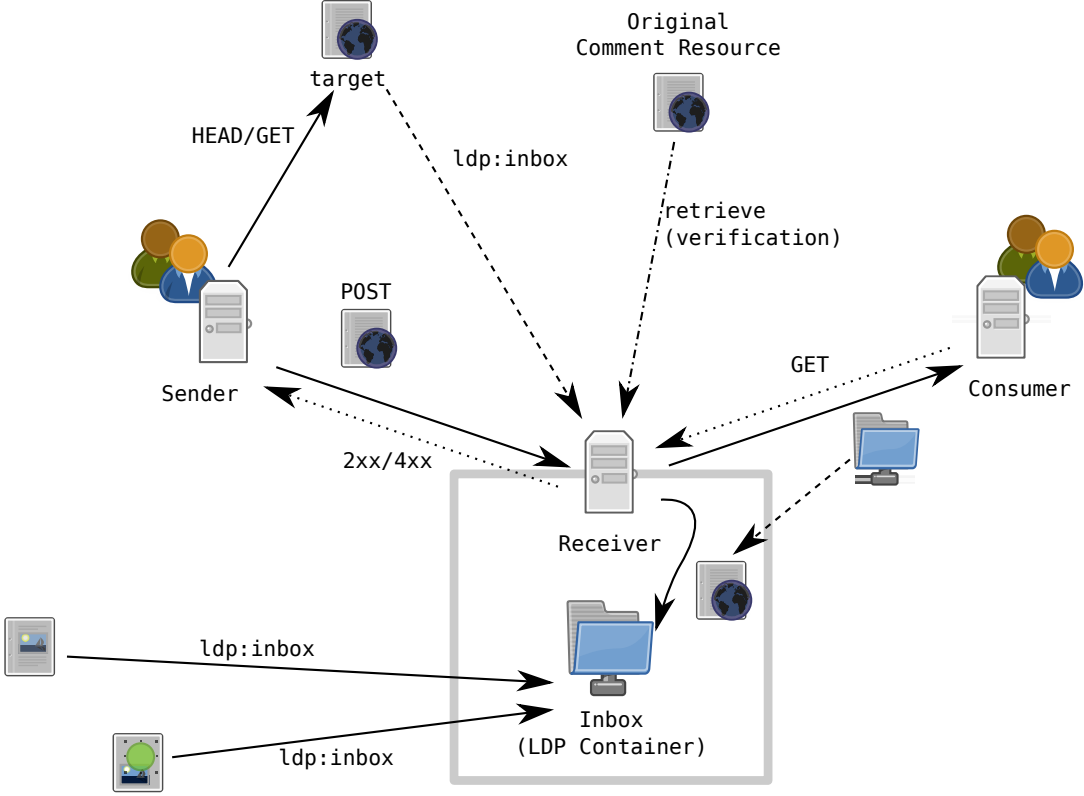 Original
Comment Resource
target
HEAD/GET
ldp:inbox
retrieve
(verification)
POST
GET
Sender
Consumer
2xx/4xx
Receiver
ldp:inbox
Inbox
(LDP Container)
ldp:inbox